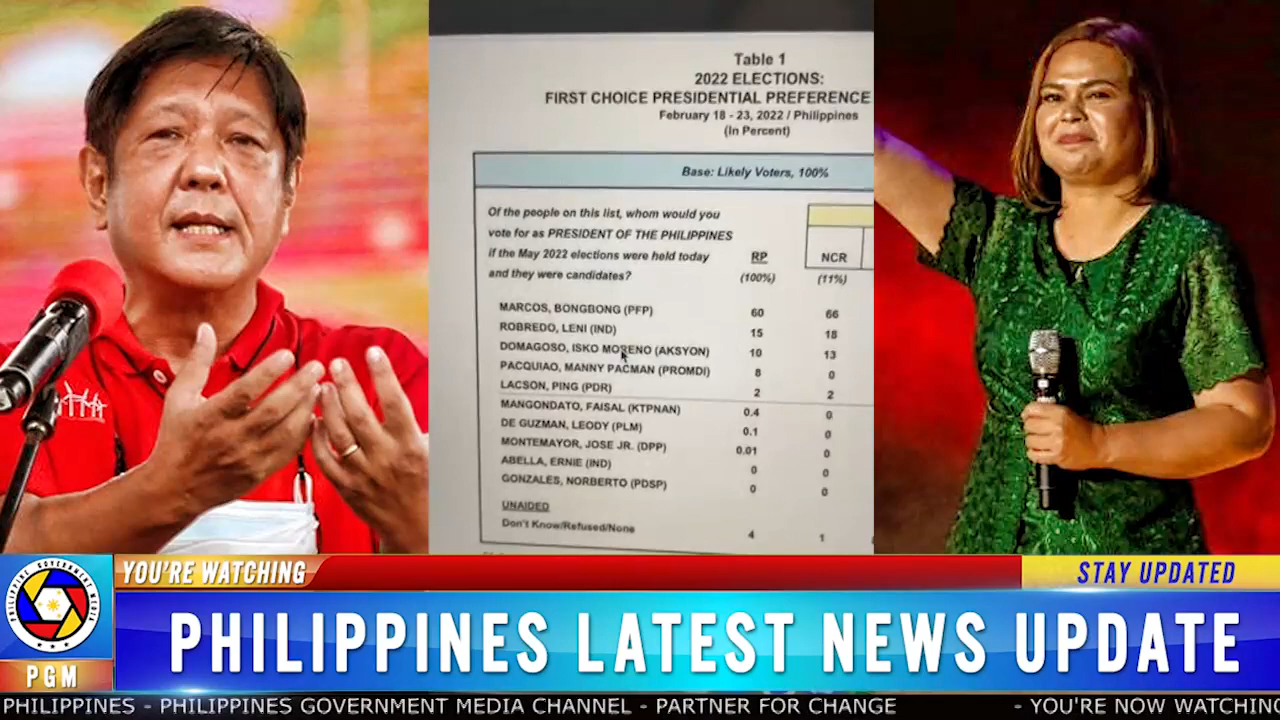 Table 1
2022 ELECTIONS:
FIRST CHOICE PRESIDENTIAL PREFERENCE
February 18 - 23, 2022 / Philippines
(In Percent)
Base: Likely Voters, 100%
Of the people on this list, whom would you
vote for as PRESIDENT OF THE PHILIPPINES
if the May 2022 elections were held today RP NCR
and they were candidates? (100%) (11%)
MARCOS, BONGBONG (PFP) 60 66
ROBREDO, LENI (IND) 15 18
DOMAGOSO, ISKO MORENO (AKSYON) 10 13
PACQUIAO, MANNY PACMAN (PROMDI) 8 0
LACSON, PING (PDR) 2 2
MANGONDATO, FAISAL (KTPNAN) 0.4 0
DE GUZMAN, LEODY (PLM) 0.1 0
MONTEMAYOR, JOSE JR. (DPP) 0.01 0
ABELLA, ERNIE (IND) 0 0
GONZALES, NORBERTO (PDSP) 0 0
UNAIDED
Don't Know/Refused/None 4 1
YOU'RE WATCHING
STAY UPDATED
PHILIPPINE GOVERNMENT MEDIA
PGM
PHILIPPINES LATEST NEWS UPDATE
PHILIPPINES - PHILIPPINES GOVERNMENT MEDIA CHANNEL - PARTNER FOR CHANGE - YOU'RE NOW WATCHING